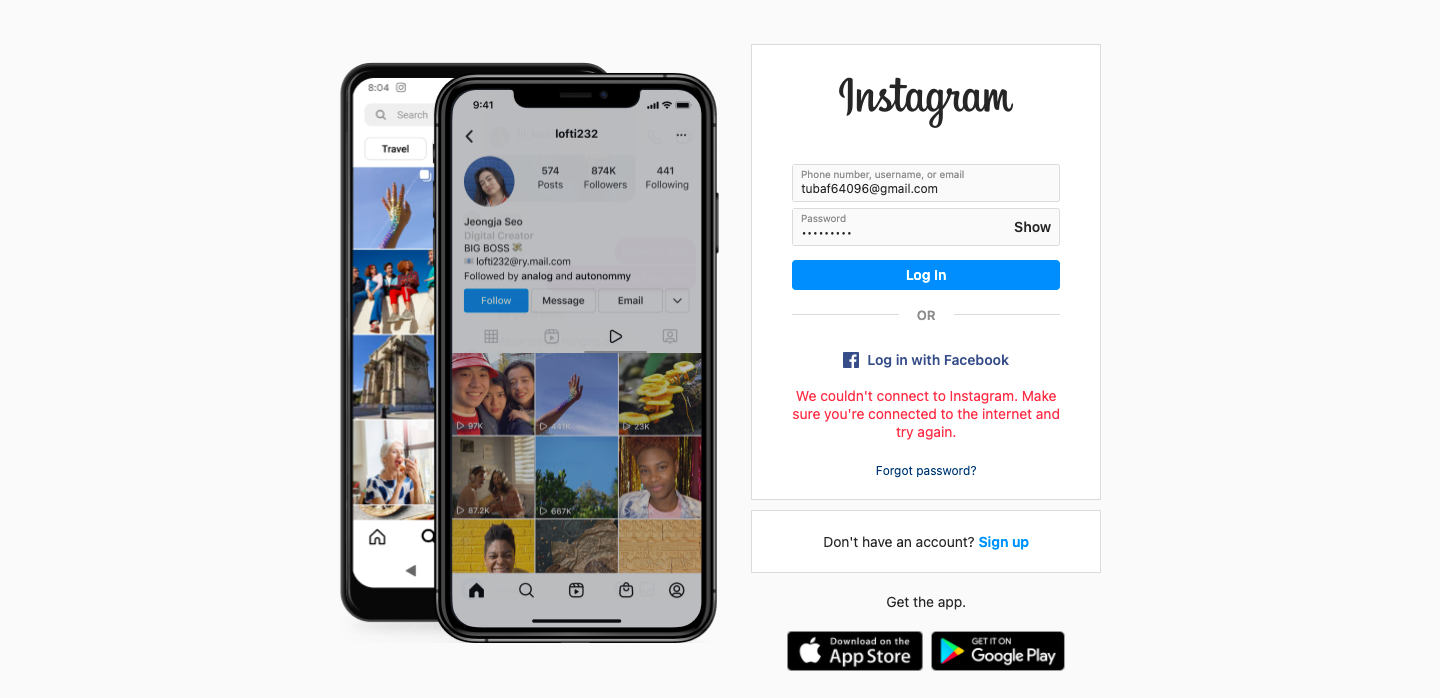 8:04
Search
Travel
9:41
lofti232
574
874K
441
Posts
Followers
Following
Jeongja Seo
Digital Creator
BIG BOSS 💸
📧 lofti232@ry.mail.com
Followed by analog and autonommy
Follow
Message
Email
97K
441K
23K
87.2K
667K
Instagram
Phone number, username, or email
tubaf64096@gmail.com
Password
•••••••••
Show
Log In
OR
Log in with Facebook
We couldn't connect to Instagram. Make
sure you're connected to the internet and
try again.
Forgot password?
Don't have an account? Sign up
Get the app.
Download on the
App Store
GET IT ON
Google Play